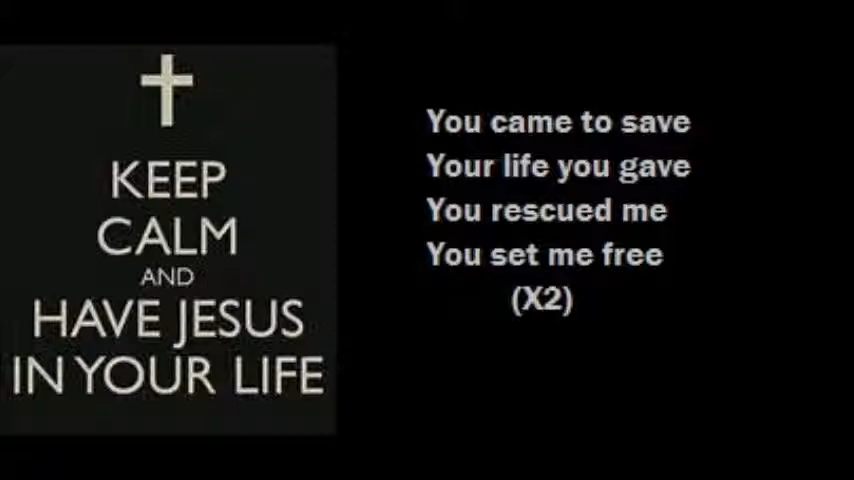 KEEP
CALM
AND
HAVE JESUS
IN YOUR LIFE
You came to save
Your life you gave
You rescued me
You set me free
(X2)